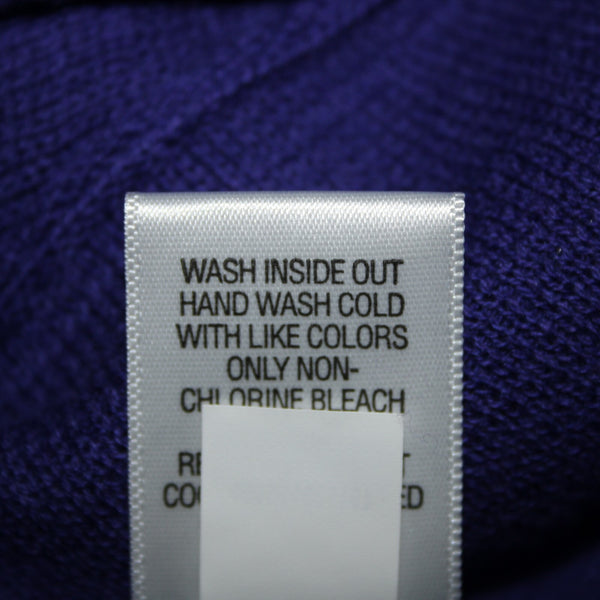 WASH INSIDE OUT
HAND WASH COLD
WITH LIKE COLORS
ONLY NON-
CHLORINE BLEACH